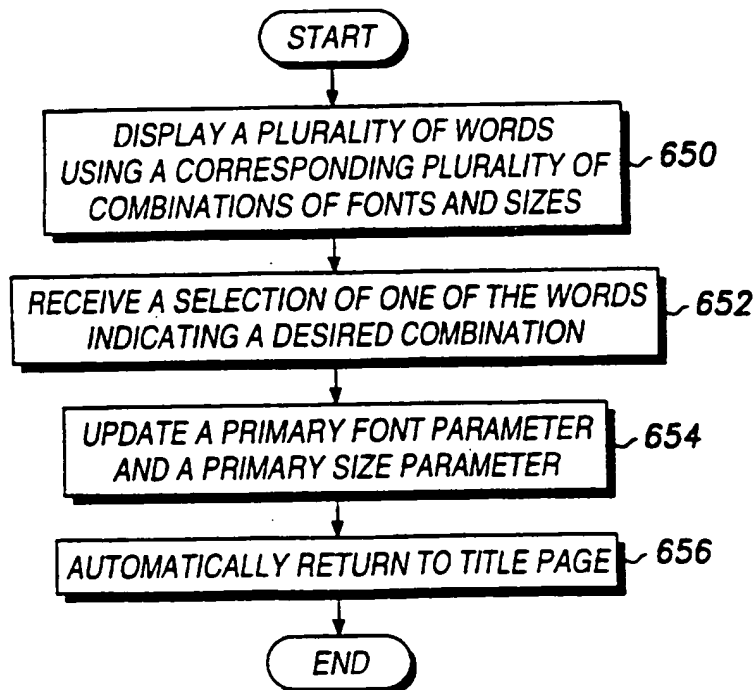 START
DISPLAY A PLURALITY OF WORDS
USING A CORRESPONDING PLURALITY OF
COMBINATIONS OF FONTS AND SIZES
650
RECEIVE A SELECTION OF ONE OF THE WORDS
INDICATING A DESIRED COMBINATION
652
UPDATE A PRIMARY FONT PARAMETER
AND A PRIMARY SIZE PARAMETER
654
AUTOMATICALLY RETURN TO TITLE PAGE
656
END